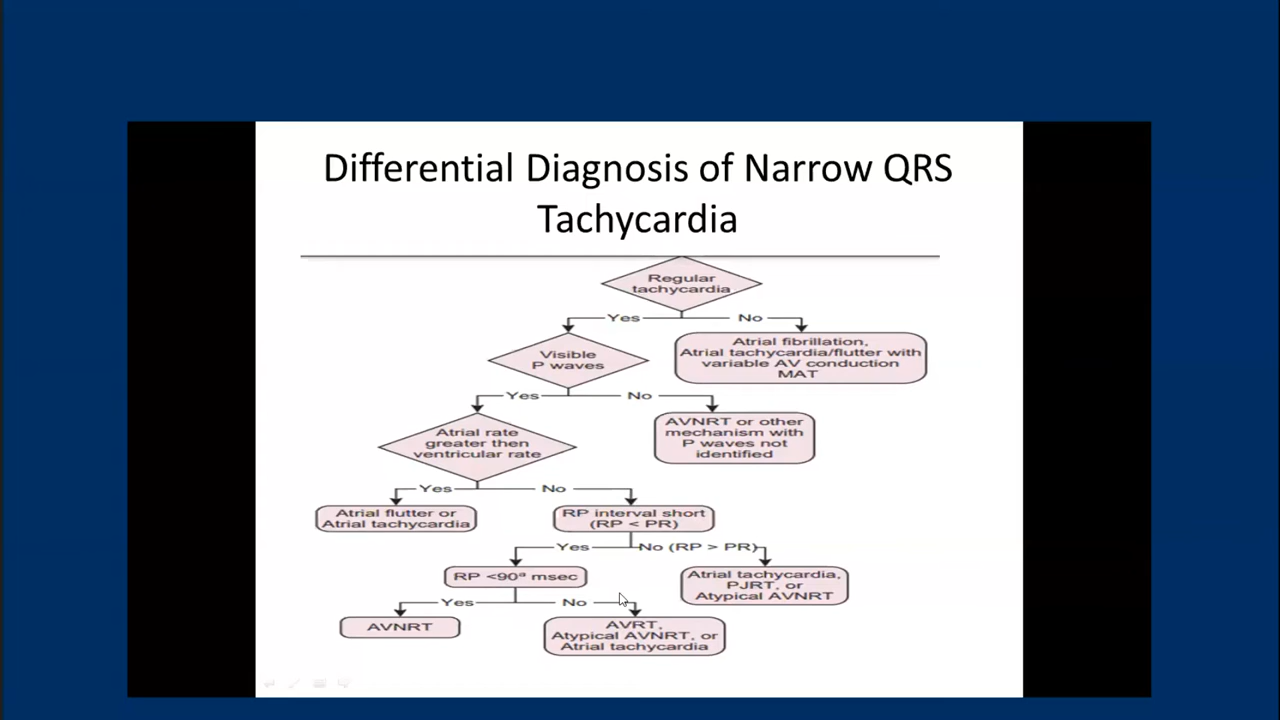 Differential Diagnosis of Narrow QRS
Tachycardia
Regular
tachycardia
Yes
No
Atrial fibrillation,
Atrial tachycardia/flutter with
variable AV conduction
MAT
Visible
P waves
Yes
No
AVNRT or other
mechanism with
P waves not
identified
Atrial rate
greater then
ventricular rate
Yes
No
Atrial flutter or
Atrial tachycardia
RP interval short
(RP < PR)
Yes
No (RP > PR)
RP <90ª msec
Atrial tachycardia,
PJRT, or
Atypical AVNRT
Yes
No
AVNRT
AVRT,
Atypical AVNRT, or
Atrial tachycardia